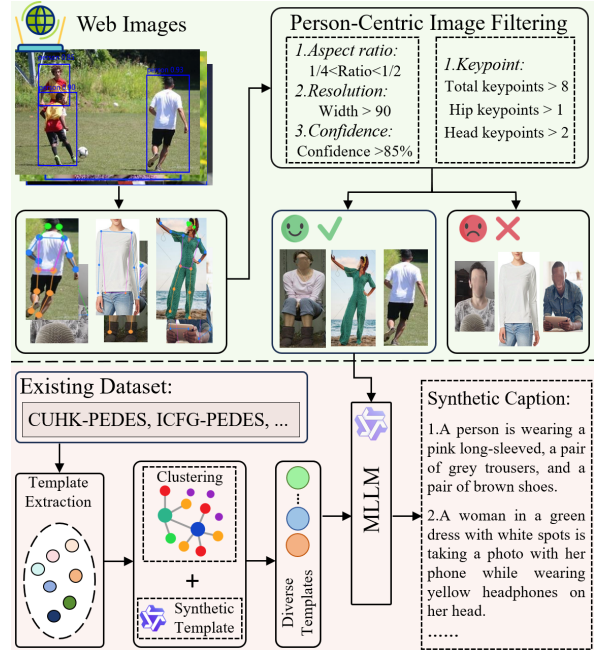 Web Images
Person-Centric Image Filtering
1.Aspect ratio:
1/4<Ratio<1/2
2.Resolution:
Width > 90
3.Confidence:
Confidence >85%
1.Keypoint:
Total keypoints > 8
Hip keypoints > 1
Head keypoints > 2
Existing Dataset:
CUHK-PEDES, ICFG-PEDES, ...
Template
Extraction
Clustering
+
Synthetic
Template
Diverse
Templates
MLLM
Synthetic Caption:
1.A person is wearing a
pink long-sleeved, a pair
of grey trousers, and a
pair of brown shoes.
2.A woman in a green
dress with white spots is
taking a photo with her
phone while wearing
yellow headphones on
her head.
......